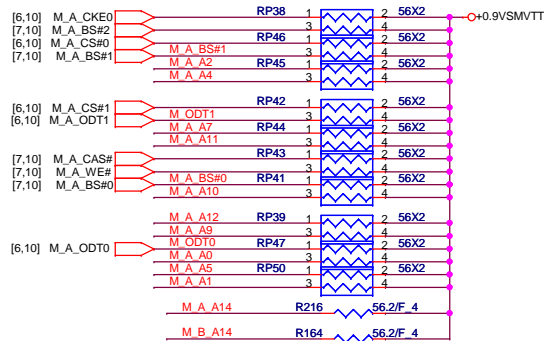 [6,10] M_A_CKE0 RP38 1 2 56X2 +0.9VSMVTT
[7,10] M_A_BS#2 3 4
[6,10] M_A_CS#0 RP46 1 2 56X2
[7,10] M_A_BS#1 M_A_BS#1 3 4
M_A_A2 RP45 1 2 56X2
M_A_A4 3 4
[6,10] M_A_CS#1 RP42 1 2 56X2
[6,10] M_A_ODT1 M_ODT1 3 4
M_A_A7 RP44 1 2 56X2
M_A_A11 3 4
[7,10] M_A_CAS# RP43 1 2 56X2
[7,10] M_A_WE# 3 4
[7,10] M_A_BS#0 M_A_BS#0 RP41 1 2 56X2
M_A_A10 3 4
M_A_A12 RP39 1 2 56X2
M_A_A9 3 4
[6,10] M_A_ODT0 M_ODT0 RP47 1 2 56X2
M_A_A0 3 4
M_A_A5 RP50 1 2 56X2
M_A_A1 3 4
M_A_A14 R216 56.2/F_4
M_B_A14 R164 56.2/F_4